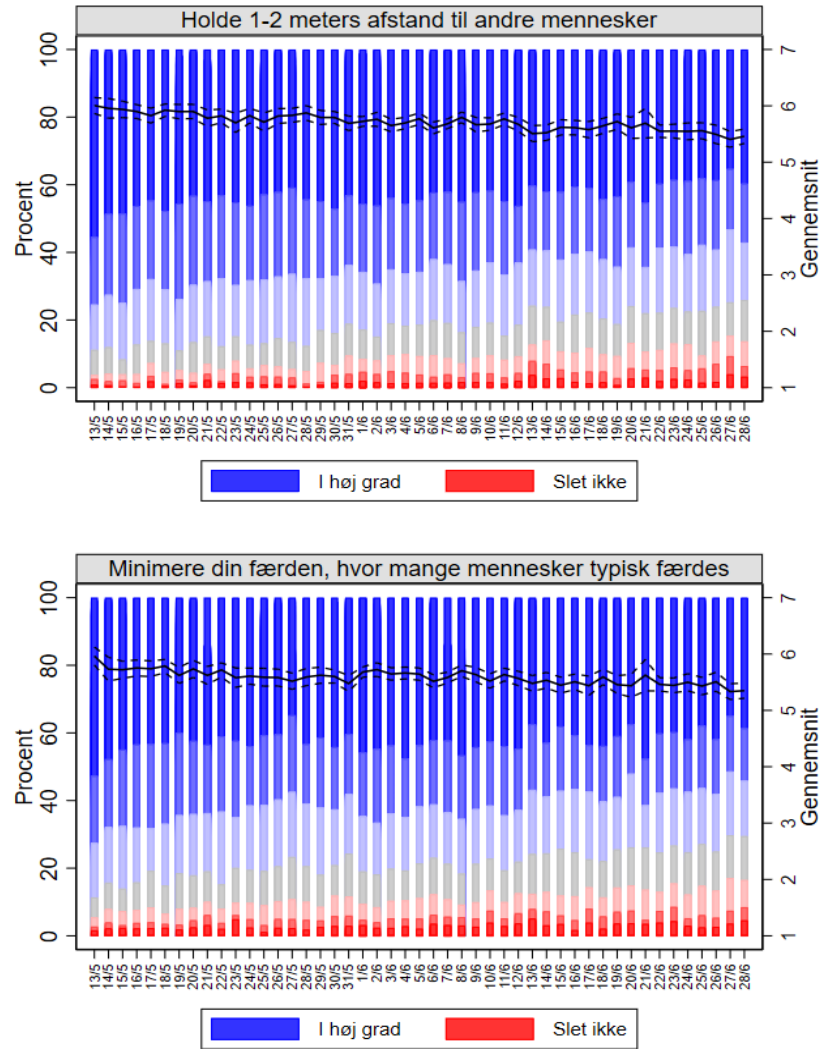 Holde 1-2 meters afstand til andre mennesker
Procent
100
80
60
40
20
0
7
6
5
4
3
2
1
Gennemsnit
13/5 14/5 15/5 16/5 17/5 18/5 19/5 20/5 21/5 22/5 23/5 24/5 25/5 26/5 27/5 28/5 29/5 30/5 31/5 1/6 2/6 3/6 4/6 5/6 6/6 7/6 8/6 9/6 10/6 11/6 12/6 13/6 14/6 15/6 16/6 17/6 18/6 19/6 20/6 21/6 22/6 23/6 24/6 25/6 26/6 27/6 28/6
I høj grad Slet ikke
Minimere din færden, hvor mange mennesker typisk færdes
Procent
100
80
60
40
20
0
7
6
5
4
3
2
1
Gennemsnit
13/5 14/5 15/5 16/5 17/5 18/5 19/5 20/5 21/5 22/5 23/5 24/5 25/5 26/5 27/5 28/5 29/5 30/5 31/5 1/6 2/6 3/6 4/6 5/6 6/6 7/6 8/6 9/6 10/6 11/6 12/6 13/6 14/6 15/6 16/6 17/6 18/6 19/6 20/6 21/6 22/6 23/6 24/6 25/6 26/6 27/6 28/6
I høj grad Slet ikke